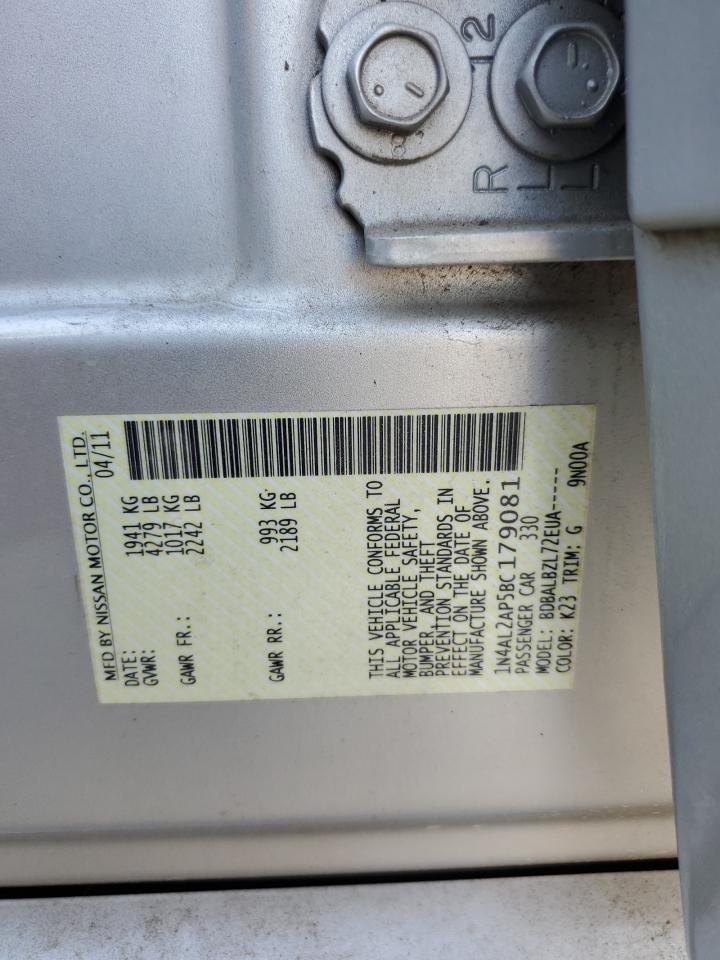 MFD BY NISSAN MOTOR CO., LTD.
DATE: 04/11
GVWR: 1941 KG
4279 LB
GAWR FR.: 1017 KG
2242 LB
GAWR RR.: 993 KG
2189 LB
THIS VEHICLE CONFORMS TO
ALL APPLICABLE FEDERAL
MOTOR VEHICLE SAFETY,
BUMPER, AND THEFT
PREVENTION STANDARDS IN
EFFECT ON THE DATE OF
MANUFACTURE SHOWN ABOVE.
1N4AL2AP5BC179081
PASSENGER CAR 330
MODEL: BDBALBZL72EUA-----
COLOR: K23 TRIM: G 9N00A
R
L
L
2